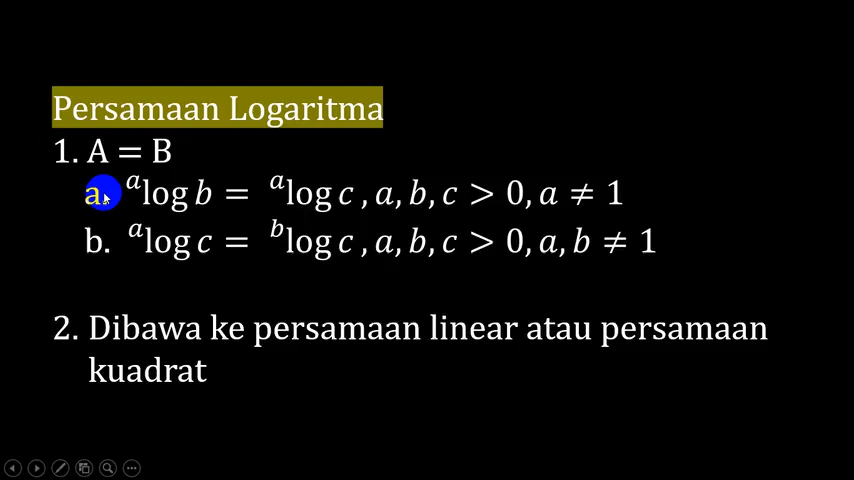 Persamaan Logaritma
1. A = B
a. ᵃlog b = ᵃlog c , a, b, c > 0, a ≠ 1
b. ᵃlog c = ᵇlog c , a, b, c > 0, a, b ≠ 1
2. Dibawa ke persamaan linear atau persamaan
kuadrat